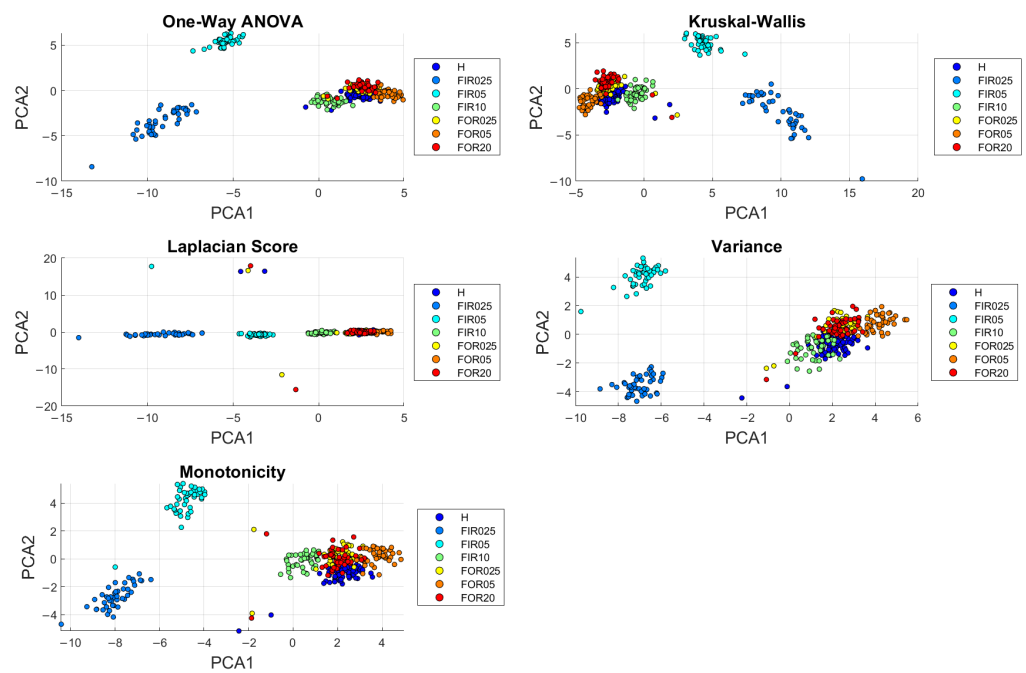 One-Way ANOVA
5
0
−5
−10
PCA2
−15
−10
−5
0
5
PCA1
H
FIR025
FIR05
FIR10
FOR025
FOR05
FOR20
Kruskal-Wallis
5
0
−5
−10
PCA2
−5
0
5
10
15
20
PCA1
H
FIR025
FIR05
FIR10
FOR025
FOR05
FOR20
Laplacian Score
20
10
0
−10
−20
PCA2
−15
−10
−5
0
5
PCA1
H
FIR025
FIR05
FIR10
FOR025
FOR05
FOR20
Variance
4
2
0
−2
−4
PCA2
−10
−8
−6
−4
−2
0
2
4
6
PCA1
H
FIR025
FIR05
FIR10
FOR025
FOR05
FOR20
Monotonicity
4
2
0
−2
−4
PCA2
−10
−8
−6
−4
−2
0
2
4
PCA1
H
FIR025
FIR05
FIR10
FOR025
FOR05
FOR20